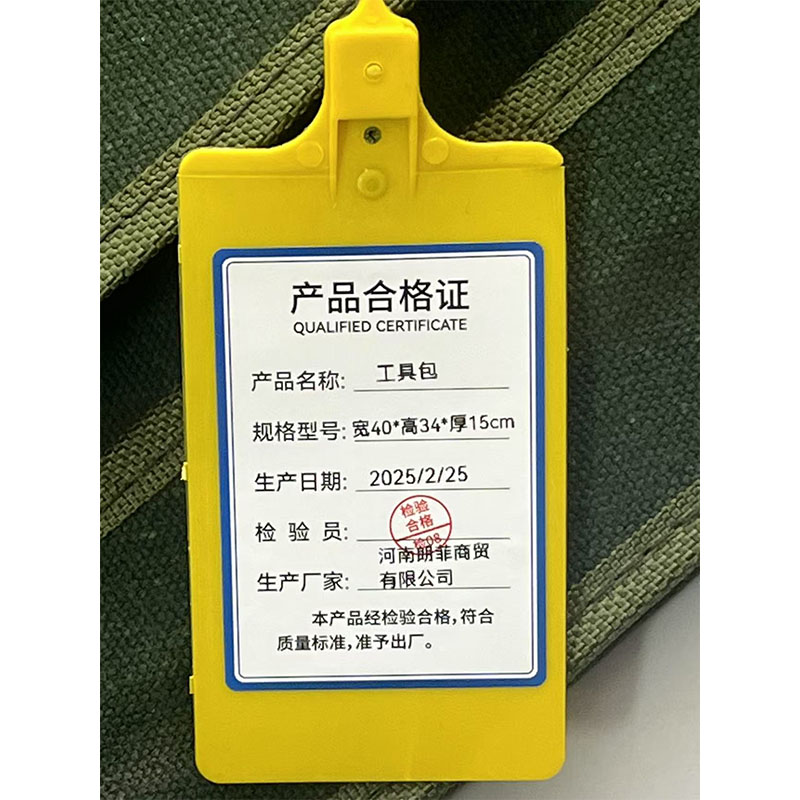 产品合格证
QUALIFIED CERTIFICATE
产品名称: 工具包
规格型号: 宽40*高34*厚15cm
生产日期: 2025/2/25
检验
合格
检08
检 验 员:
河南朗菲商贸
生产厂家: 有限公司
本产品经检验合格,符合
质量标准,准予出厂。